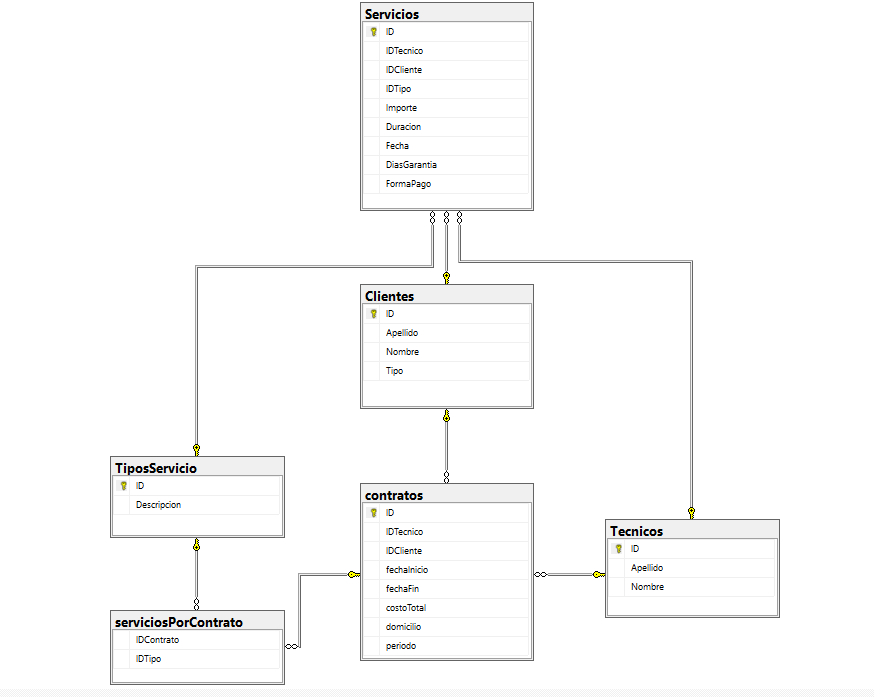 Servicios
ID
IDTecnico
IDCliente
IDTipo
Importe
Duracion
Fecha
DiasGarantia
FormaPago
Clientes
ID
Apellido
Nombre
Tipo
TiposServicio
ID
Descripcion
contratos
ID
IDTecnico
IDCliente
fechaInicio
fechaFin
costoTotal
domicilio
periodo
Tecnicos
ID
Apellido
Nombre
serviciosPorContrato
IDContrato
IDTipo